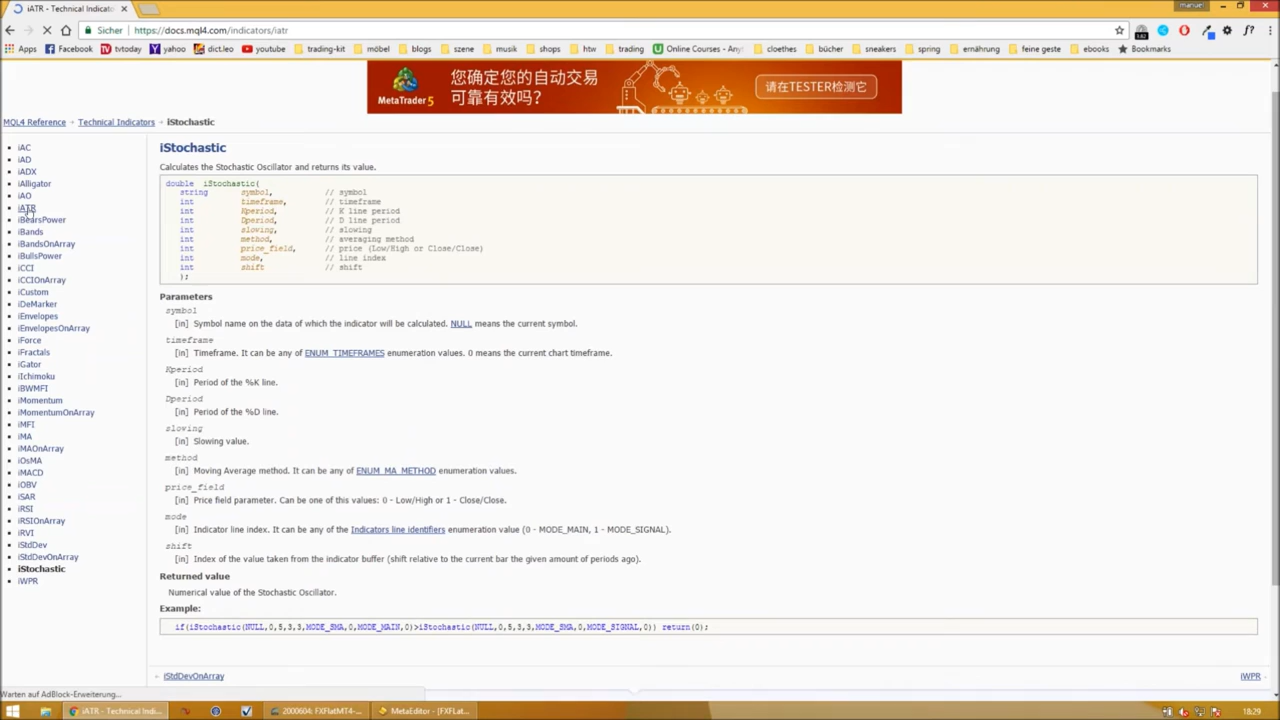 iATR - Technical Indicato
manuel
Sicher
https://docs.mql4.com/indicators/iatr
Apps
Facebook
tvtoday
yahoo
dict.leo
youtube
trading-kit
möbel
blogs
szene
musik
shops
htw
trading
Online Courses - Any
cloethes
bücher
sneakers
spring
ernährung
feine geste
ebooks
Bookmarks
MetaTrader 5
您确定您的自动交易
可靠有效吗?
请在TESTER检测它
MQL4 Reference
Technical Indicators
iStochastic
iAC
iAD
iADX
iAlligator
iAO
iATR
iBearsPower
iBands
iBandsOnArray
iBullsPower
iCCI
iCCIOnArray
iCustom
iDeMarker
iEnvelopes
iEnvelopesOnArray
iForce
iFractals
iGator
iIchimoku
iBWMFI
iMomentum
iMomentumOnArray
iMFI
iMA
iMAOnArray
iOsMA
iMACD
iOBV
iSAR
iRSI
iRSIOnArray
iRVI
iStdDev
iStdDevOnArray
iStochastic
iWPR
iStochastic
Calculates the Stochastic Oscillator and returns its value.
double iStochastic(
string symbol, // symbol
int timeframe, // timeframe
int Kperiod, // K line period
int Dperiod, // D line period
int slowing, // slowing
int method, // averaging method
int price_field, // price (Low/High or Close/Close)
int mode, // line index
int shift // shift
);
Parameters
symbol
[in] Symbol name on the data of which the indicator will be calculated. NULL means the current symbol.
timeframe
[in] Timeframe. It can be any of ENUM_TIMEFRAMES enumeration values. 0 means the current chart timeframe.
Kperiod
[in] Period of the %K line.
Dperiod
[in] Period of the %D line.
slowing
[in] Slowing value.
method
[in] Moving Average method. It can be any of ENUM_MA_METHOD enumeration values.
price_field
[in] Price field parameter. Can be one of this values: 0 - Low/High or 1 - Close/Close.
mode
[in] Indicator line index. It can be any of the Indicators line identifiers enumeration value (0 - MODE_MAIN, 1 - MODE_SIGNAL).
shift
[in] Index of the value taken from the indicator buffer (shift relative to the current bar the given amount of periods ago).
Returned value
Numerical value of the Stochastic Oscillator.
Example:
if(iStochastic(NULL,0,5,3,3,MODE_SMA,0,MODE_MAIN,0)>iStochastic(NULL,0,5,3,3,MODE_SMA,0,MODE_SIGNAL,0)) return(0);
iStdDevOnArray
iWPR
Warten auf AdBlock-Erweiterung...
iATR - Technical Indi...
2000604: FXFlatMT4-...
MetaEditor - [FXFLat...
18:29